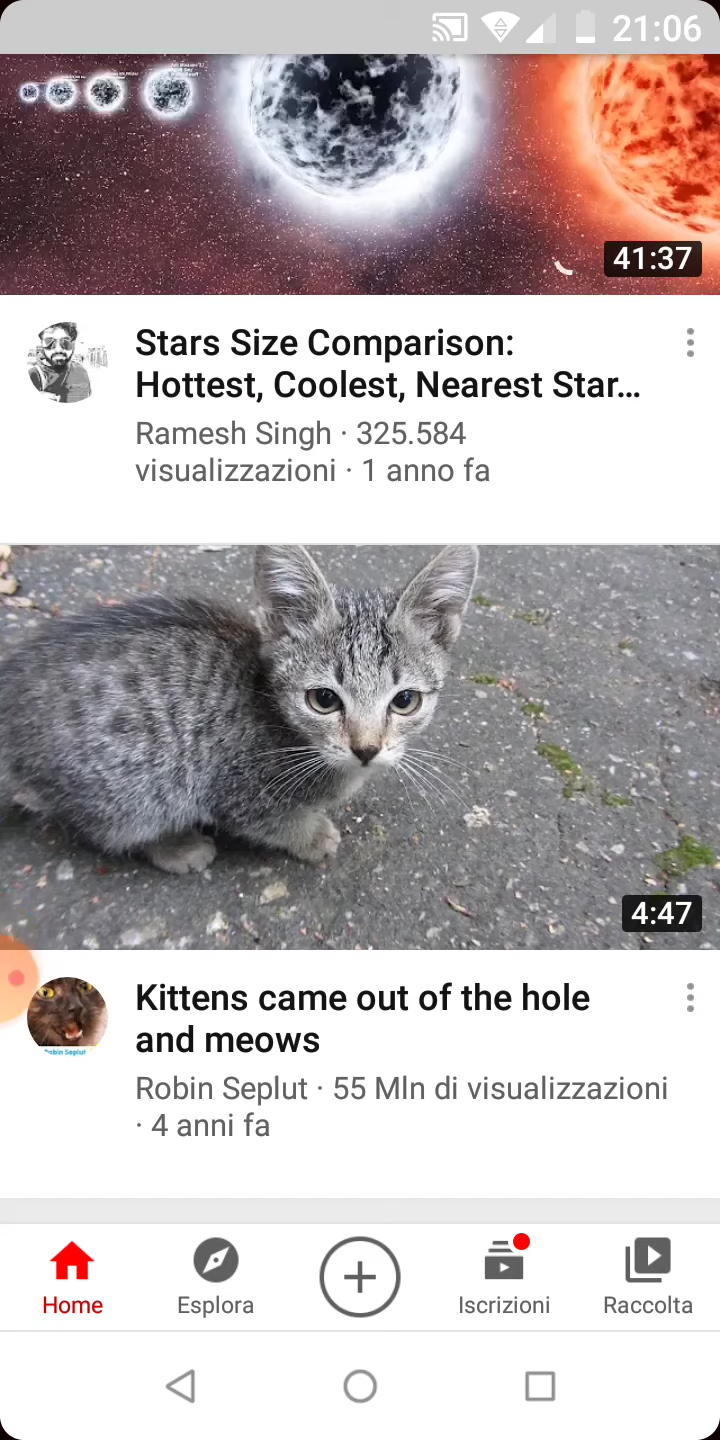 21:06
41:37
Stars Size Comparison:
Hottest, Coolest, Nearest Star...
Ramesh Singh · 325.584
visualizzazioni · 1 anno fa
4:47
Kittens came out of the hole
and meows
Robin Seplut
Robin Seplut · 55 Mln di visualizzazioni
· 4 anni fa
Home
Esplora
Iscrizioni
Raccolta